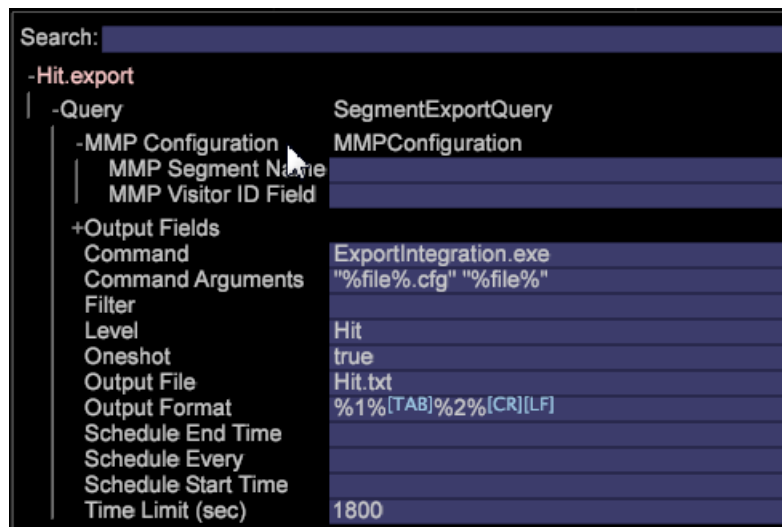 Search:
-Hit.export
-Query SegmentExportQuery
-MMP Configuration MMPConfiguration
MMP Segment Name
MMP Visitor ID Field
+Output Fields
Command ExportIntegration.exe
Command Arguments "%file%.cfg" "%file%"
Filter
Level Hit
Oneshot true
Output File Hit.txt
Output Format %1%[TAB]%2%[CR][LF]
Schedule End Time
Schedule Every
Schedule Start Time
Time Limit (sec) 1800